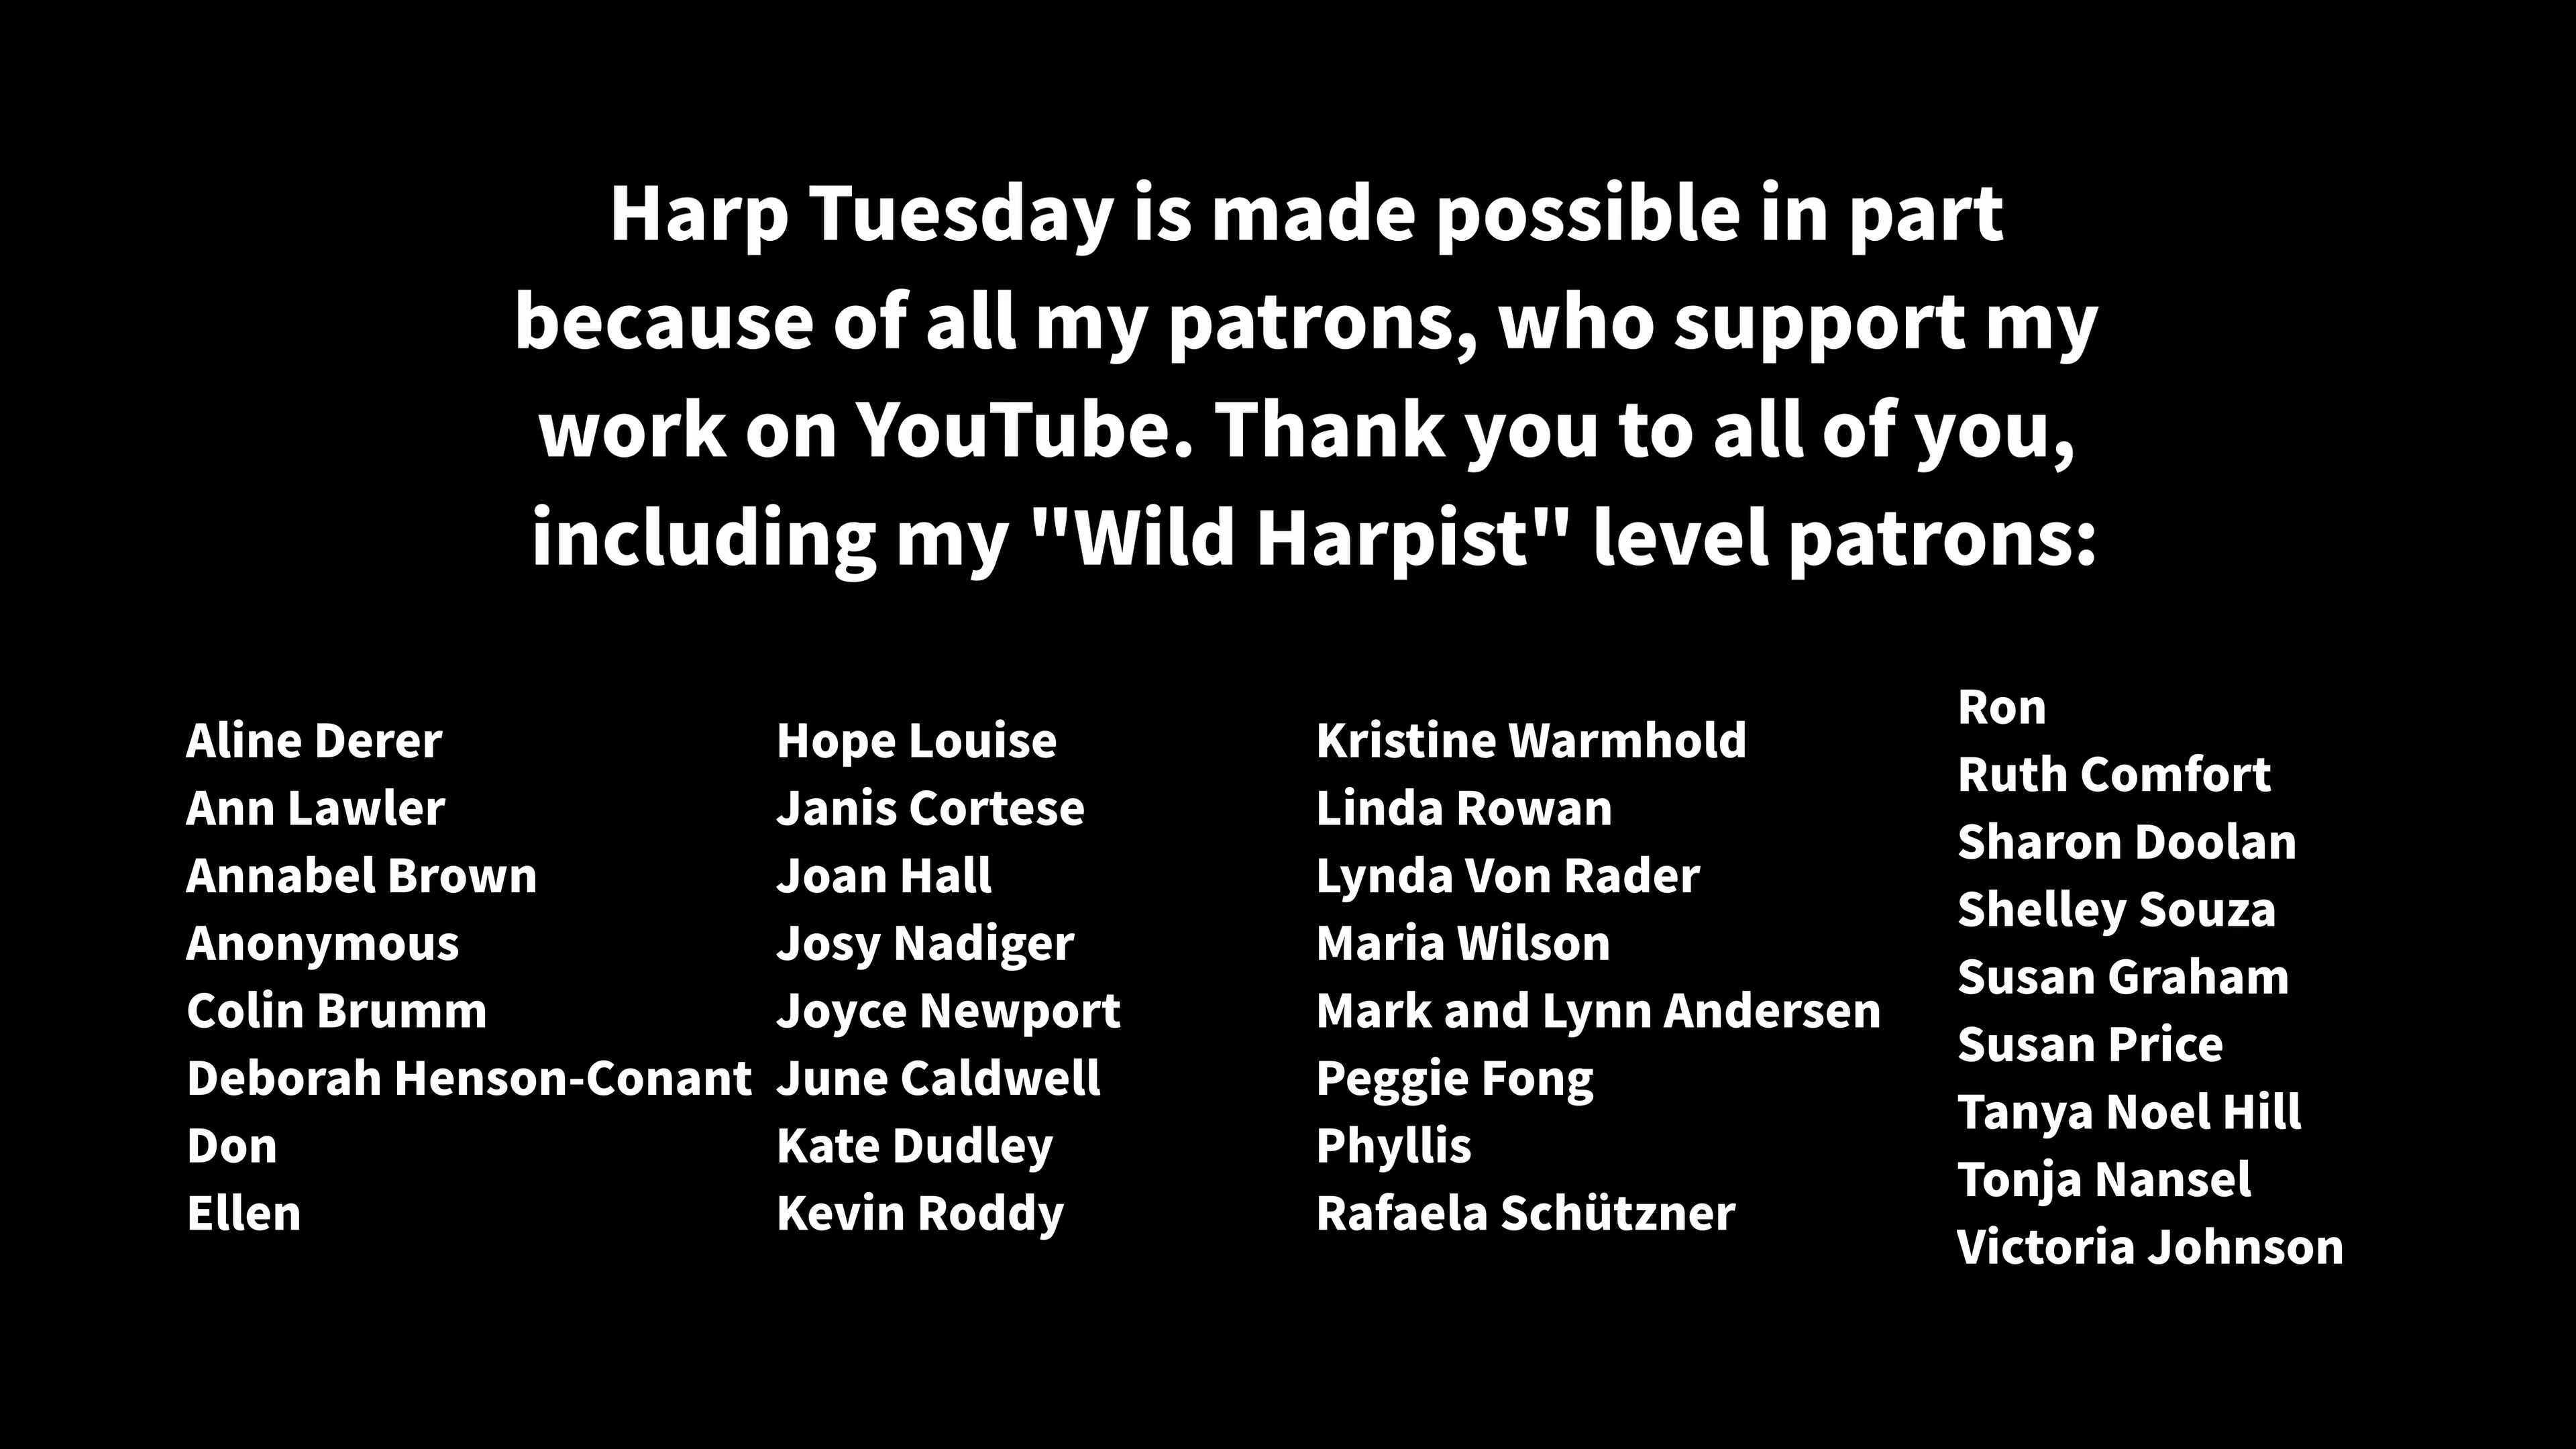 Harp Tuesday is made possible in part
because of all my patrons, who support my
work on YouTube. Thank you to all of you,
including my "Wild Harpist" level patrons:
Aline Derer
Ann Lawler
Annabel Brown
Anonymous
Colin Brumm
Deborah Henson-Conant
Don
Ellen
Hope Louise
Janis Cortese
Joan Hall
Josy Nadiger
Joyce Newport
June Caldwell
Kate Dudley
Kevin Roddy
Kristine Warmhold
Linda Rowan
Lynda Von Rader
Maria Wilson
Mark and Lynn Andersen
Peggie Fong
Phyllis
Rafaela Schützner
Ron
Ruth Comfort
Sharon Doolan
Shelley Souza
Susan Graham
Susan Price
Tanya Noel Hill
Tonja Nansel
Victoria Johnson